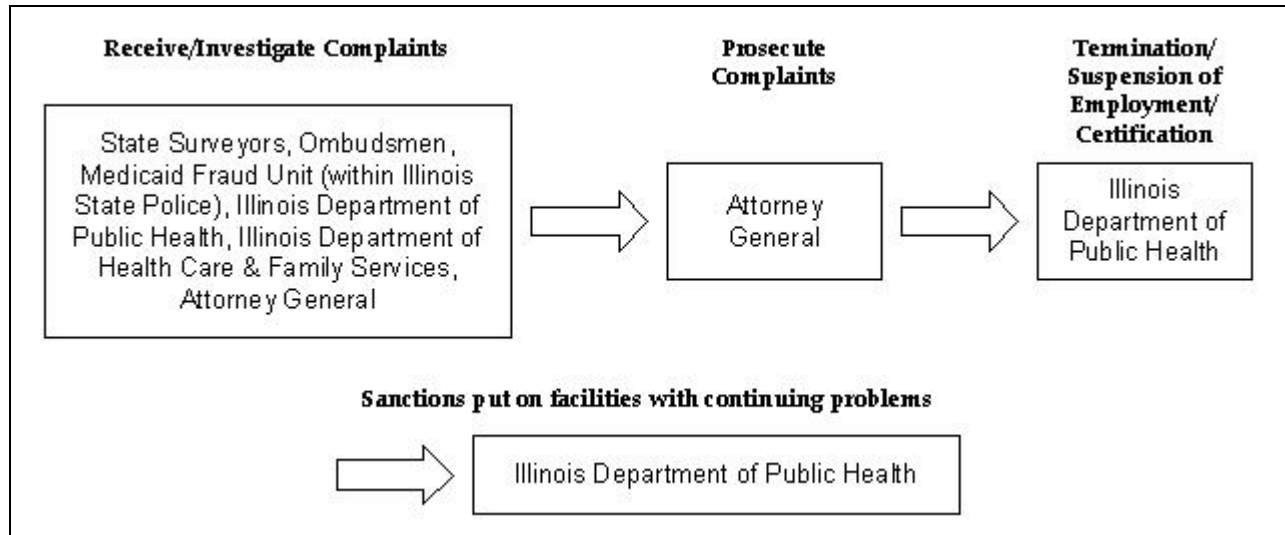 Receive/Investigate Complaints
State Surveyors, Ombudsmen,
Medicaid Fraud Unit (within Illinois
State Police), Illinois Department of
Public Health, Illinois Department of
Health Care & Family Services,
Attorney General
Prosecute
Complaints
Attorney
General
Termination/
Suspension of
Employment/
Certification
Illinois
Department of
Public Health
Sanctions put on facilities with continuing problems
Illinois Department of Public Health